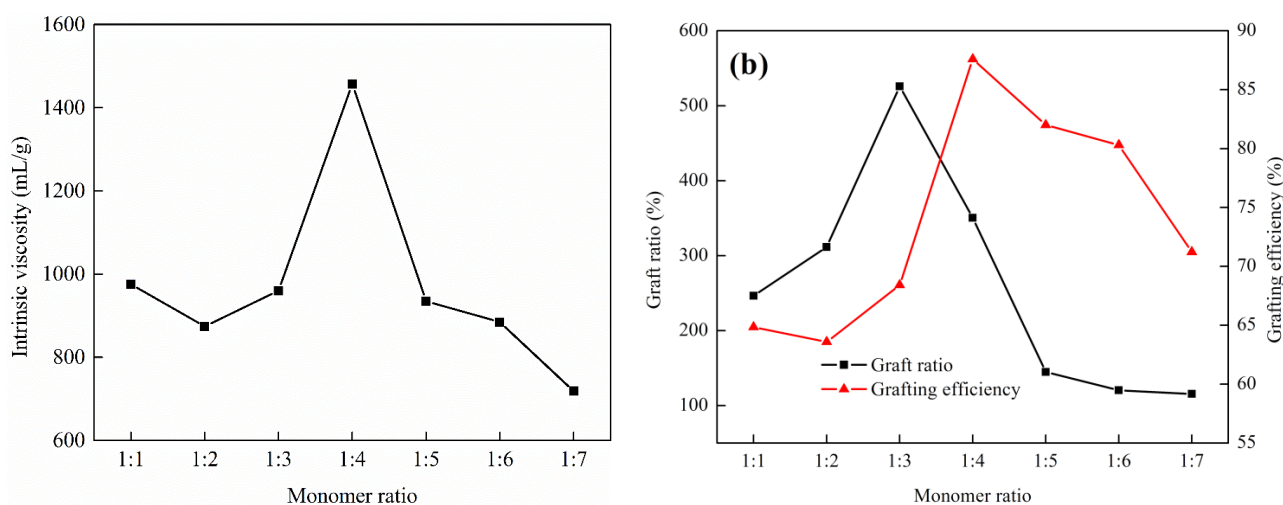 1600
1400
1200
1000
800
600
Intrinsic viscosity (mL/g)
1:1 1:2 1:3 1:4 1:5 1:6 1:7
Monomer ratio
(b)
600
500
400
300
200
100
Graft ratio (%)
90
85
80
75
70
65
60
55
Grafting efficiency (%)
Graft ratio
Grafting efficiency
1:1 1:2 1:3 1:4 1:5 1:6 1:7
Monomer ratio